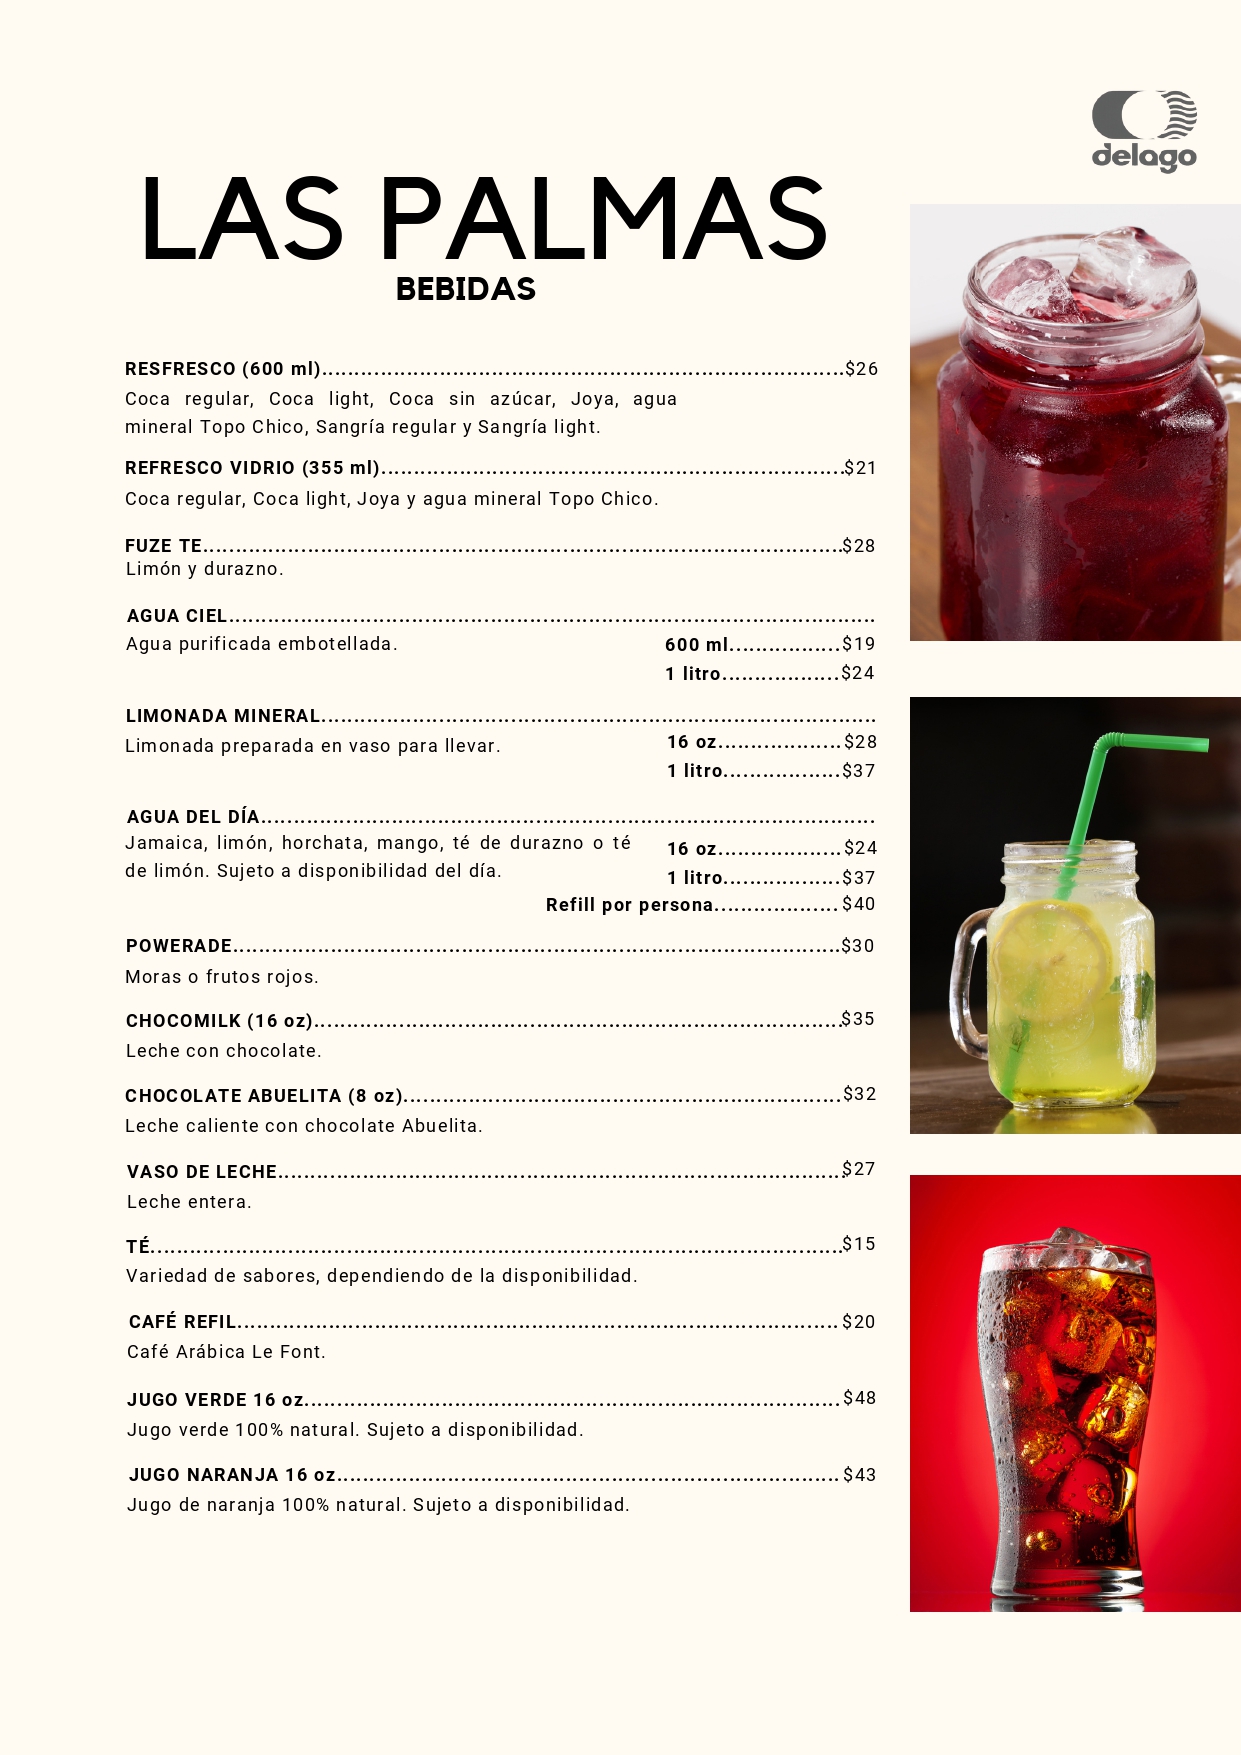 delago
LAS PALMAS
BEBIDAS
RESFRESCO (600 ml)................................................................................$26
Coca regular, Coca light, Coca sin azúcar, Joya, agua
mineral Topo Chico, Sangría regular y Sangría light.
REFRESCO VIDRIO (355 ml).......................................................................$21
Coca regular, Coca light, Joya y agua mineral Topo Chico.
FUZE TE..................................................................................................$28
Limón y durazno.
AGUA CIEL...................................................................................................
Agua purificada embotellada.
600 ml.................$19
1 litro..................$24
LIMONADA MINERAL.....................................................................................
16 oz...................$28
Limonada preparada en vaso para llevar.
1 litro..................$37
AGUA DEL DÍA..............................................................................................
Jamaica, limón, horchata, mango, té de durazno o té
16 oz...................$24
de limón. Sujeto a disponibilidad del día.
1 litro..................$37
Refill por persona...................$40
POWERADE.............................................................................................$30
Moras o frutos rojos.
CHOCOMILK (16 oz).................................................................................$35
Leche con chocolate.
CHOCOLATE ABUELITA (8 oz)...................................................................$32
Leche caliente con chocolate Abuelita.
VASO DE LECHE.......................................................................................$27
Leche entera.
TÉ..........................................................................................................$15
Variedad de sabores, dependiendo de la disponibilidad.
CAFÉ REFIL............................................................................................$20
Café Arábica Le Font.
JUGO VERDE 16 oz..................................................................................$48
Jugo verde 100% natural. Sujeto a disponibilidad.
JUGO NARANJA 16 oz.............................................................................$43
Jugo de naranja 100% natural. Sujeto a disponibilidad.